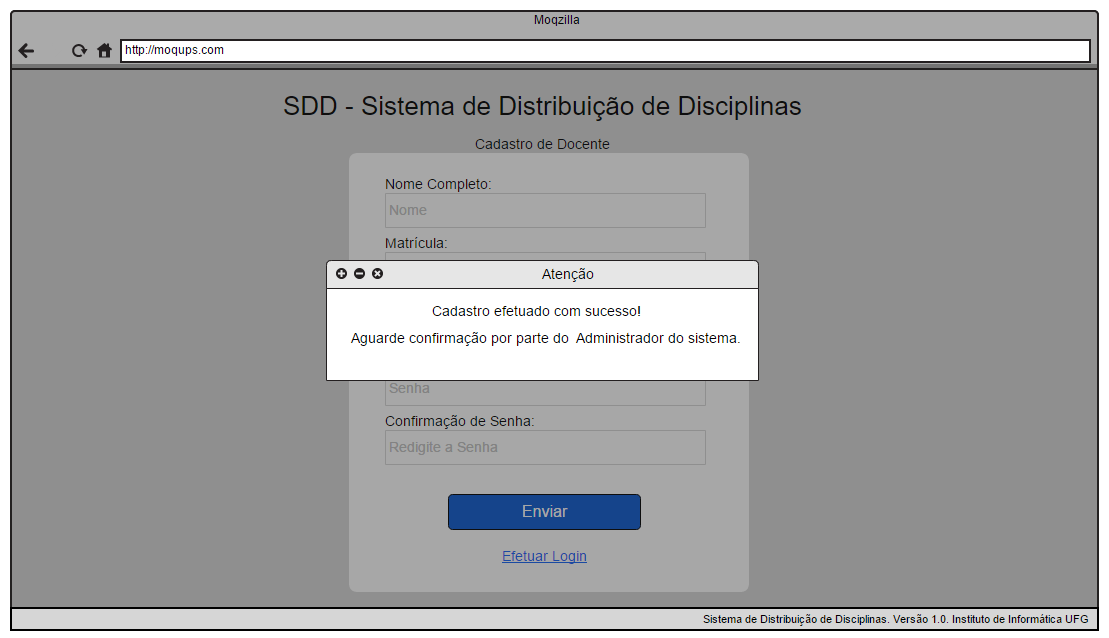 Moqzilla
http://moqups.com
SDD - Sistema de Distribuição de Disciplinas
Cadastro de Docente
Nome Completo:
Nome
Matrícula:
Atenção
Cadastro efetuado com sucesso!
Aguarde confirmação por parte do  Administrador do sistema.
Senha
Confirmação de Senha:
Redigite a Senha
Enviar
Efetuar Login
Sistema de Distribuição de Disciplinas. Versão 1.0. Instituto de Informática UFG